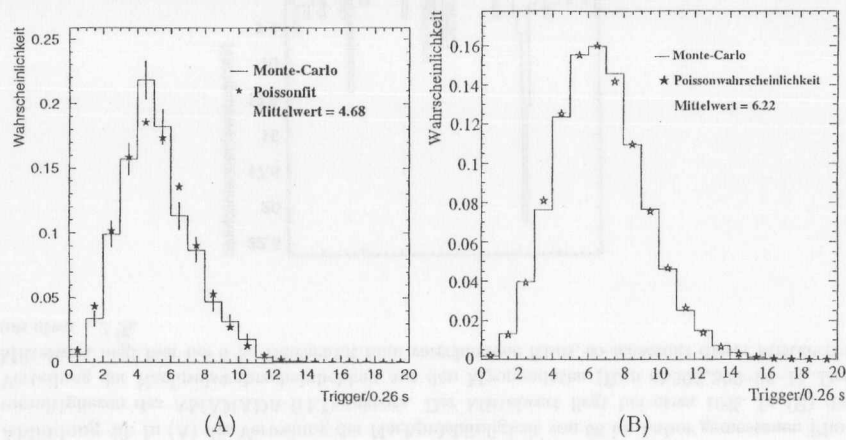 Wahrscheinlichkeit
0.25
0.2
0.15
0.1
0.05
0
Monte-Carlo
Poissonfit
Mittelwert = 4.68
0 2 4 6 8 10 12 14 16 18 20
Trigger/0.26 s
(A)
Wahrscheinlichkeit
0.16
0.14
0.12
0.1
0.08
0.06
0.04
0.02
0
Monte-Carlo
Poissonwahrscheinlichkeit
Mittelwert = 6.22
0 2 4 6 8 10 12 14 16 18 20
Trigger/0.26 s
(B)